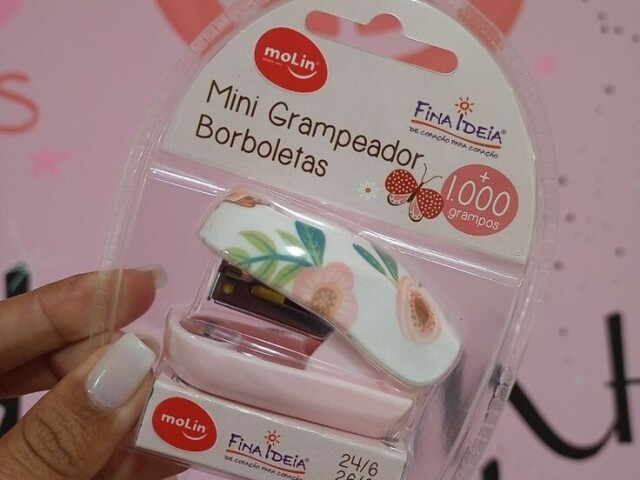 moLin
Mini Grampeador
Borboletas
FINA IDEIA
DE CORAÇÃO PARA CORAÇÃO
+
1.000
grampos
moLin
FINA IDEIA
DE CORAÇÃO PARA CORAÇÃO
24/6